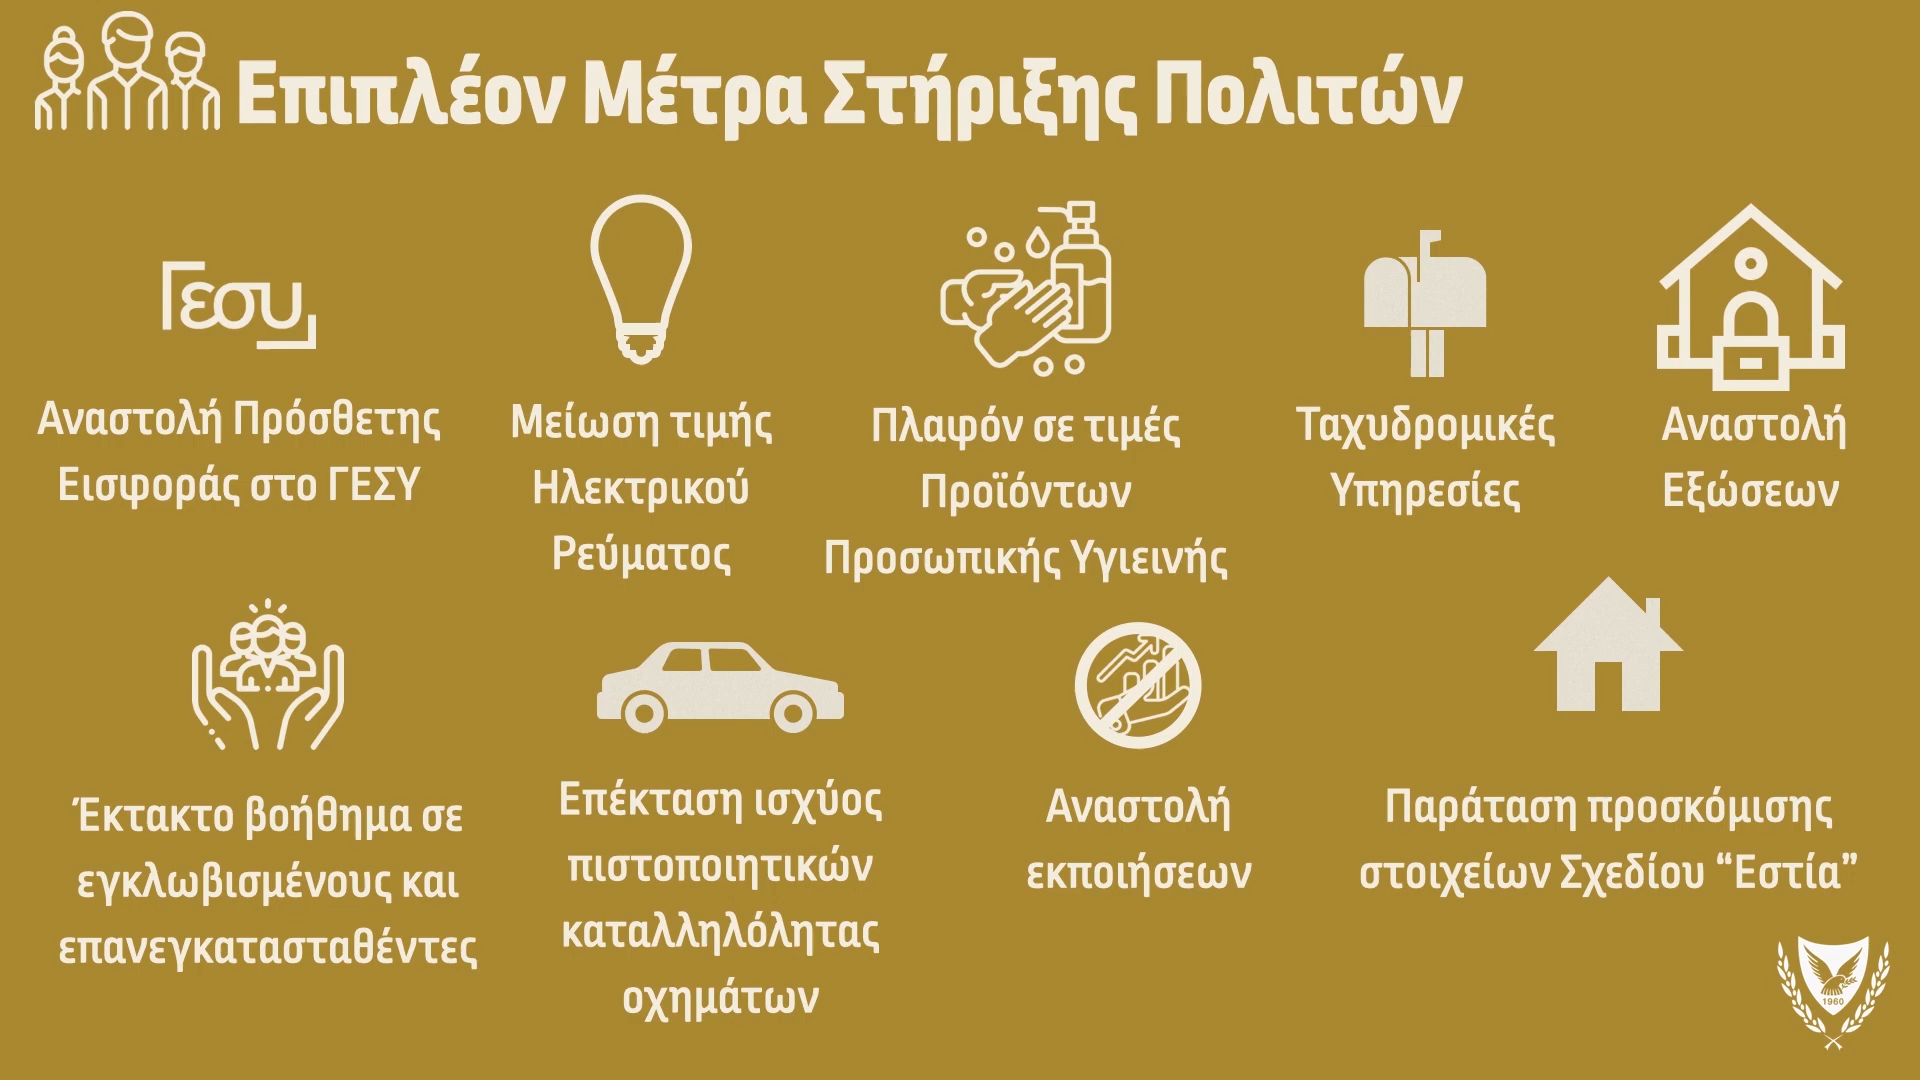 Επιπλέον Μέτρα Στήριξης Πολιτών
Γεσυ
Αναστολή Πρόσθετης
Εισφοράς στο ΓΕΣΥ
Μείωση τιμής
Ηλεκτρικού
Ρεύματος
Πλαφόν σε τιμές
Προϊόντων
Προσωπικής Υγιεινής
Ταχυδρομικές
Υπηρεσίες
Αναστολή
Εξώσεων
Έκτακτο βοήθημα σε
εγκλωβισμένους και
επανεγκατασταθέντες
Επέκταση ισχύος
πιστοποιητικών
καταλληλόλητας
οχημάτων
Αναστολή
εκποιήσεων
Παράταση προσκόμισης
στοιχείων Σχεδίου “Εστία”
1960